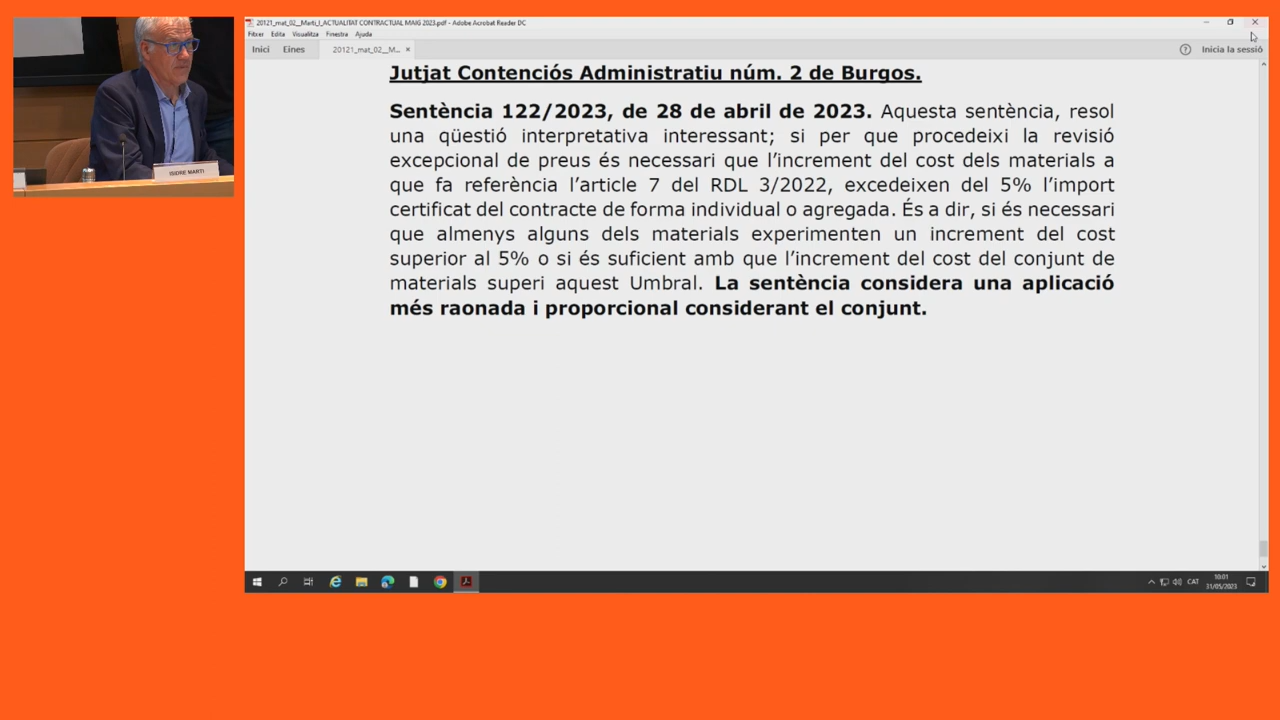 20121_mat_02__Marti_I_ACTUALITAT CONTRACTUAL MAIG 2023.pdf - Adobe Acrobat Reader DC
Fitxer Edita Visualitza Finestra Ajuda
Inici Eines 20121_mat_02__M... × Inicia la sessió
Jutjat Contenciós Administratiu núm. 2 de Burgos.
Sentència 122/2023, de 28 de abril de 2023. Aquesta sentència, resol
una qüestió interpretativa interessant; si per que procedeixi la revisió
excepcional de preus és necessari que l’increment del cost dels materials a
que fa referència l’article 7 del RDL 3/2022, excedeixen del 5% l’import
certificat del contracte de forma individual o agregada. És a dir, si és necessari
que almenys alguns dels materials experimenten un increment del cost
superior al 5% o si és suficient amb que l’increment del cost del conjunt de
materials superi aquest Umbral. La sentència considera una aplicació
més raonada i proporcional considerant el conjunt.
ISIDRE MARTI
CAT
10:01
31/05/2023